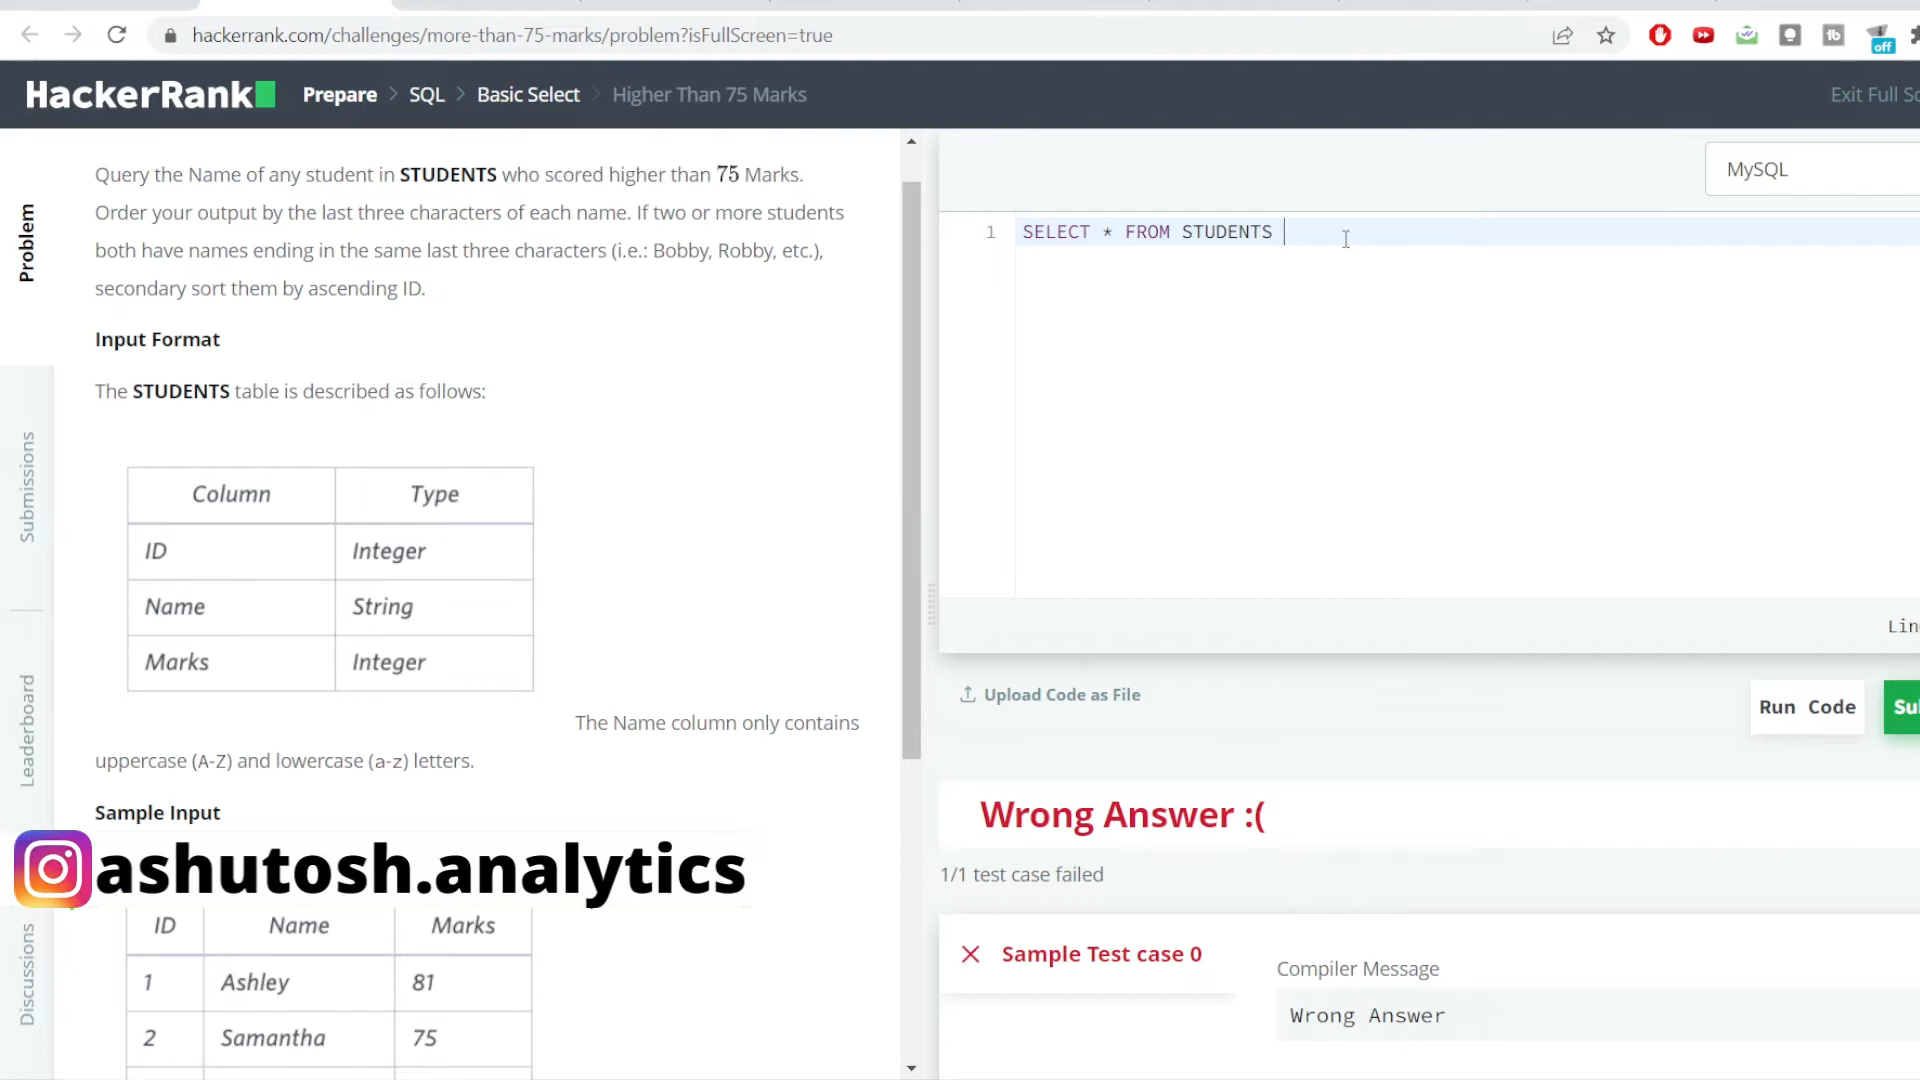 hackerrank.com/challenges/more-than-75-marks/problem?isFullScreen=true
off
HackerRank Prepare > SQL > Basic Select > Higher Than 75 Marks
Exit Full Sc
Problem
Submissions
Leaderboard
Discussions
Query the Name of any student in STUDENTS who scored higher than 75 Marks.
Order your output by the last three characters of each name. If two or more students
both have names ending in the same last three characters (i.e.: Bobby, Robby, etc.),
secondary sort them by ascending ID.
Input Format
The STUDENTS table is described as follows:
Column Type
ID Integer
Name String
Marks Integer
The Name column only contains
uppercase (A-Z) and lowercase (a-z) letters.
Sample Input
ashutosh.analytics
ID Name Marks
1 Ashley 81
2 Samantha 75
MySQL
1 SELECT * FROM STUDENTS
Lin
Upload Code as File
Run Code
Su
Wrong Answer :(
1/1 test case failed
Sample Test case 0
Compiler Message
Wrong Answer